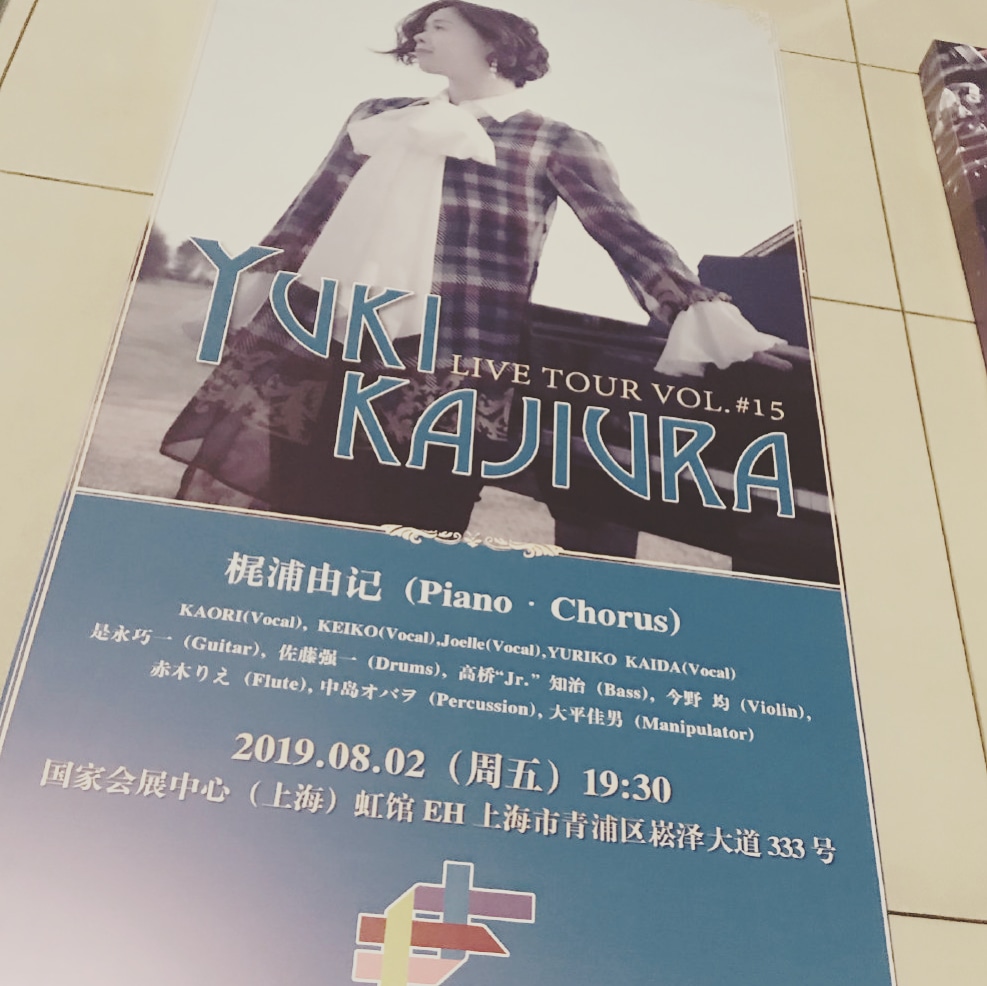 YUKI
LIVE TOUR VOL.#15
KAJIURA
梶浦由记（Piano · Chorus）
KAORI(Vocal), KEIKO(Vocal),Joelle(Vocal),YURIKO KAIDA(Vocal)
是永巧一（Guitar), 佐藤强一（Drums), 高桥“Jr.”知治（Bass), 今野 均（Violin),
赤木りえ（Flute), 中島オバヲ（Percussion), 大平佳男（Manipulator)
2019.08.02（周五）19:30
国家会展中心（上海）虹馆 EH 上海市青浦区崧泽大道 333 号